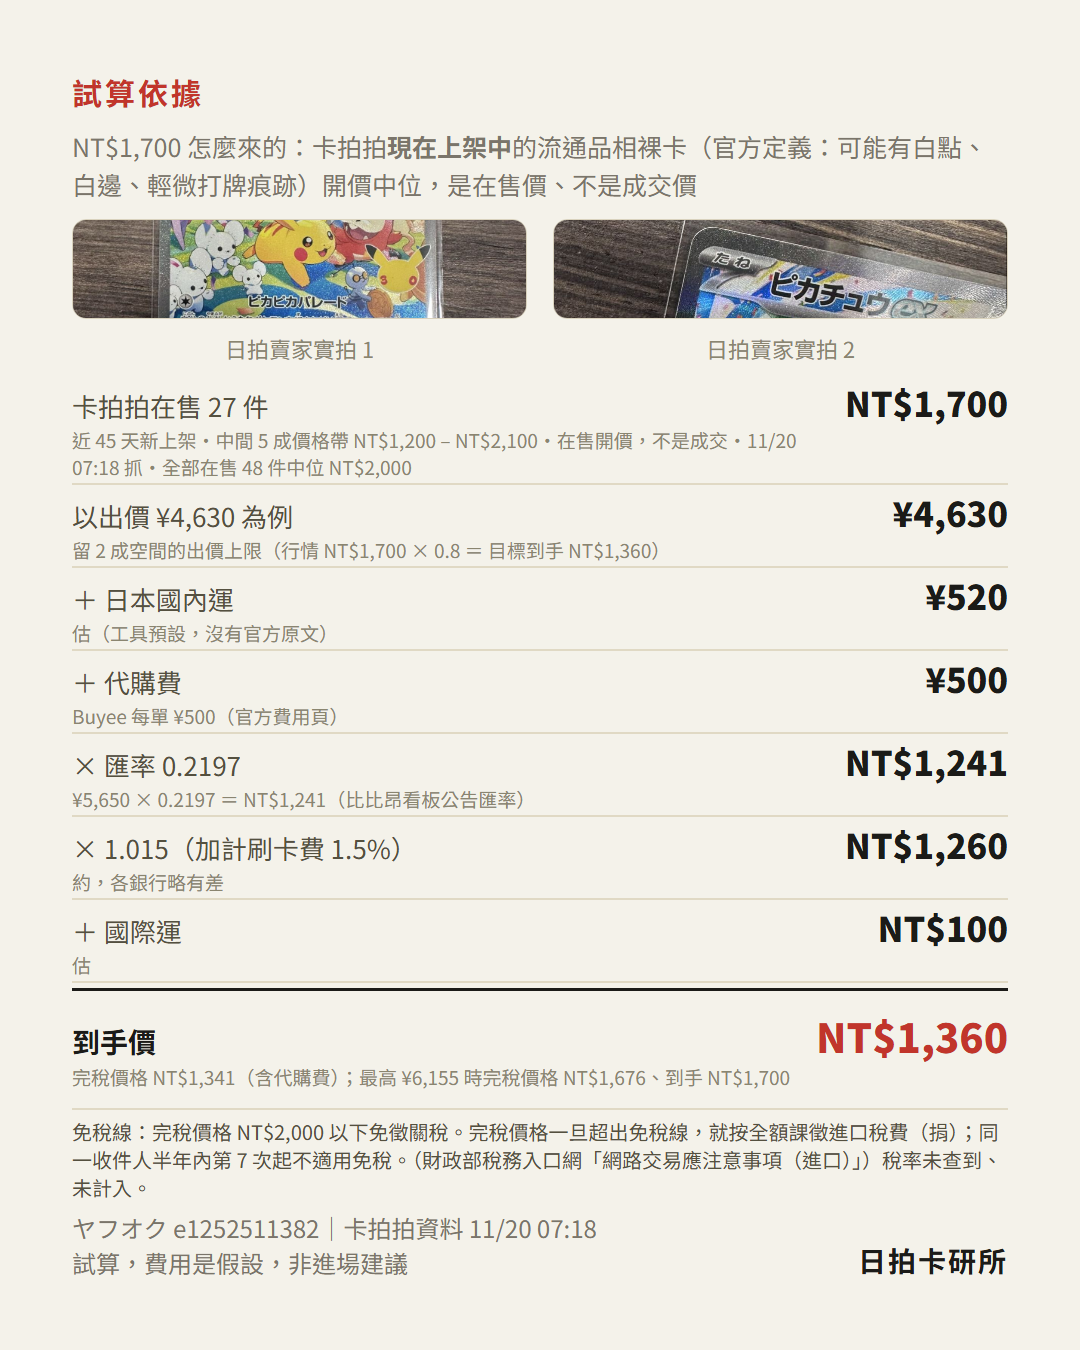 試算依據
NT$1,700 怎麼來的：卡拍拍現在上架中的流通品相裸卡（官方定義：可能有白點、
白邊、輕微打牌痕跡）開價中位，是在售價、不是成交價
ピカピカパレード
たね
ピカチュウ
日拍賣家實拍 1
日拍賣家實拍 2
卡拍拍在售 27 件
NT$1,700
近 45 天新上架・中間 5 成價格帶 NT$1,200 – NT$2,100・在售開價，不是成交・11/20
07:18 抓・全部在售 48 件中位 NT$2,000
以出價 ¥4,630 為例
¥4,630
留 2 成空間的出價上限（行情 NT$1,700 × 0.8 ＝ 目標到手 NT$1,360）
＋ 日本國內運
¥520
估（工具預設，沒有官方原文）
＋ 代購費
¥500
Buyee 每單 ¥500（官方費用頁）
× 匯率 0.2197
NT$1,241
¥5,650 × 0.2197 ＝ NT$1,241（比比昂看板公告匯率）
× 1.015（加計刷卡費 1.5%）
NT$1,260
約，各銀行略有差
＋ 國際運
NT$100
估
到手價
NT$1,360
完稅價格 NT$1,341（含代購費）；最高 ¥6,155 時完稅價格 NT$1,676、到手 NT$1,700
免稅線：完稅價格 NT$2,000 以下免徵關稅。完稅價格一旦超出免稅線，就按全額課徵進口稅費（捐）；同
一收件人半年內第 7 次起不適用免稅。（財政部稅務入口網「網路交易應注意事項（進口）」）稅率未查到、
未計入。
ヤフオク e1252511382｜卡拍拍資料 11/20 07:18
試算，費用是假設，非進場建議
日拍卡研所